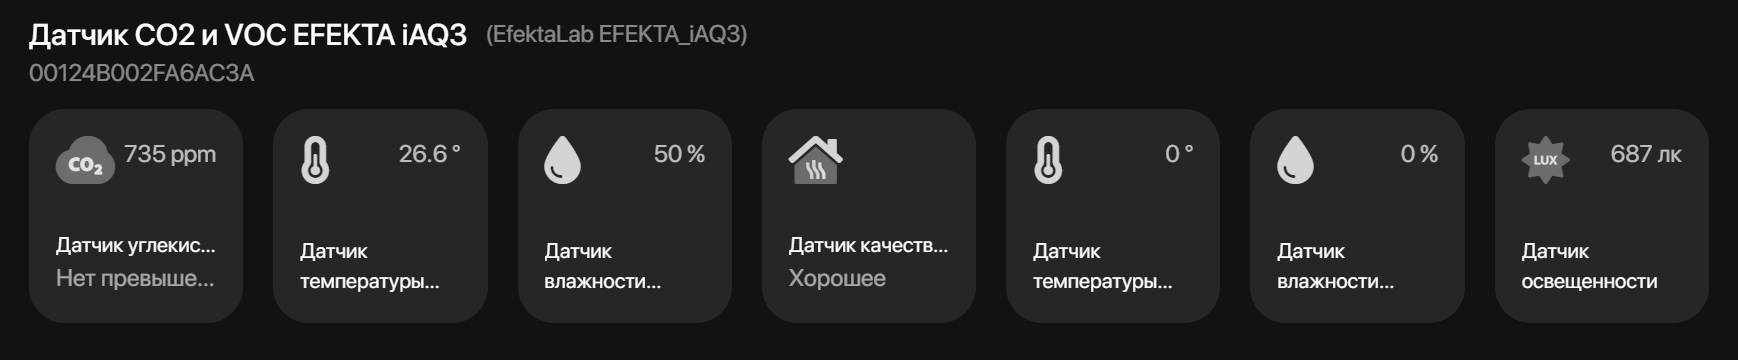 Датчик CO2 и VOC EFEKTA iAQ3 (EfektaLab EFEKTA_iAQ3)
00124B002FA6AC3A
CO2 735 ppm
Датчик углекис...
Нет превыше...
26.6 °
Датчик
температуры...
50 %
Датчик
влажности...
Датчик качеств...
Хорошее
0 °
Датчик
температуры...
0 %
Датчик
влажности...
LUX 687 лк
Датчик
освещенности